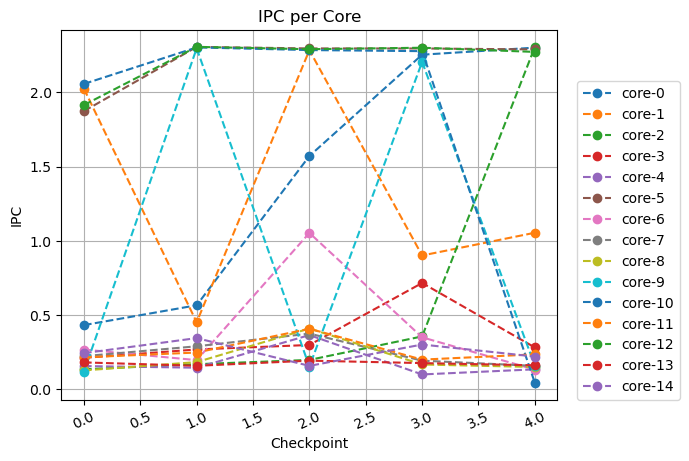 IPC per Core
IPC
2.0
1.5
1.0
0.5
0.0
0.0
0.5
1.0
1.5
2.0
2.5
3.0
3.5
4.0
Checkpoint
core-0
core-1
core-2
core-3
core-4
core-5
core-6
core-7
core-8
core-9
core-10
core-11
core-12
core-13
core-14